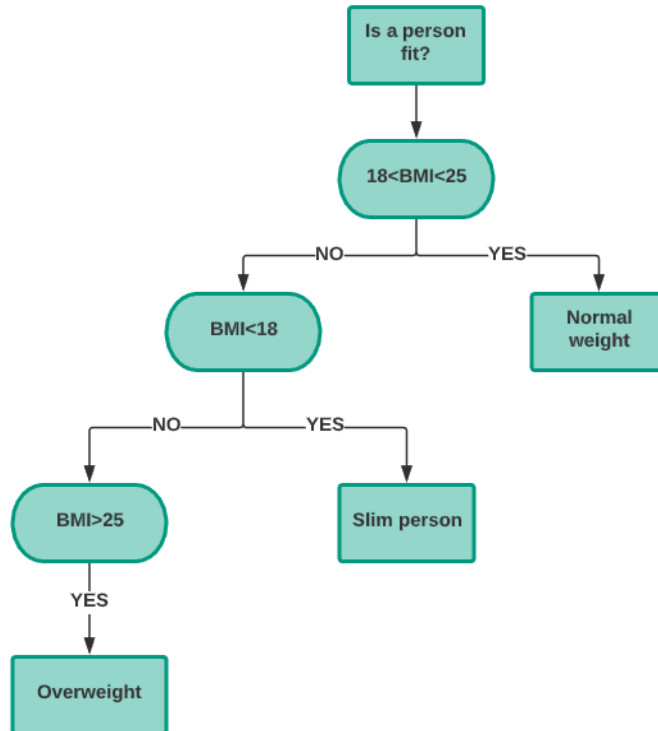 Is a person
fit?
18<BMI<25
NO
YES
BMI<18
Normal
weight
NO
YES
BMI>25
Slim person
YES
Overweight